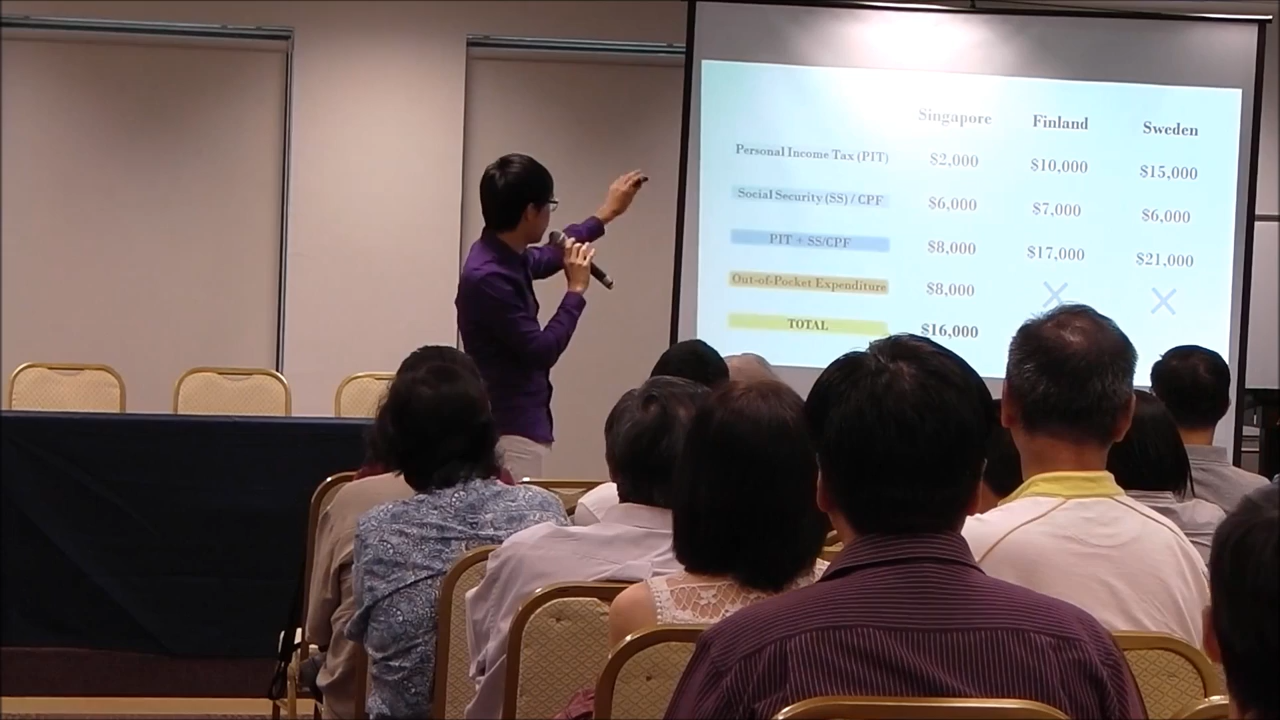 Singapore Finland Sweden
Personal Income Tax (PIT) $2,000 $10,000 $15,000
Social Security (SS) / CPF $6,000 $7,000 $6,000
PIT + SS/CPF $8,000 $17,000 $21,000
Out-of-Pocket Expenditure $8,000 × ×
TOTAL $16,000